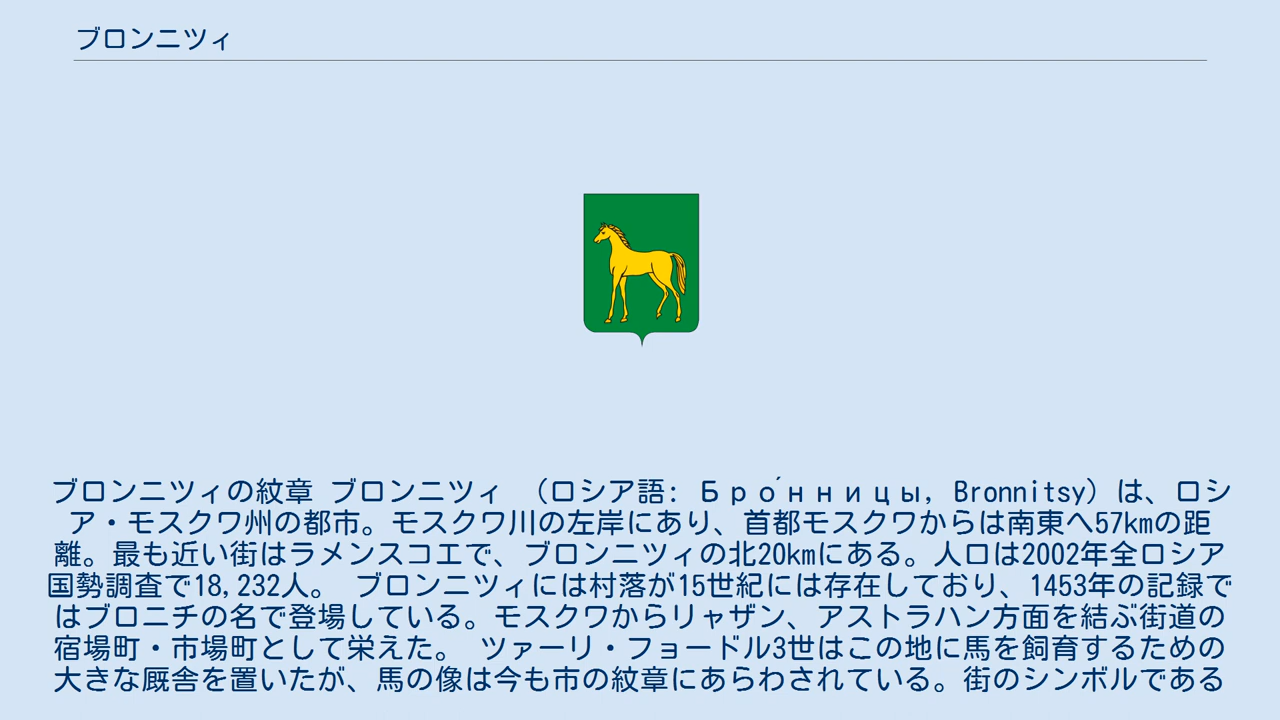 ブロンニツィ
ブロンニツィの紋章 ブロンニツィ （ロシア語: Бро́нницы, Bronnitsy）は、ロシ
ア・モスクワ州の都市。モスクワ川の左岸にあり、首都モスクワからは南東へ57kmの距
離。最も近い街はラメンスコエで、ブロンニツィの北20kmにある。人口は2002年全ロシア
国勢調査で18,232人。 ブロンニツィには村落が15世紀には存在しており、1453年の記録で
はブロニチの名で登場している。モスクワからリャザン、アストラハン方面を結ぶ街道の
宿場町・市場町として栄えた。 ツァーリ・フョードル3世はこの地に馬を飼育するための
大きな厩舎を置いたが、馬の像は今も市の紋章にあらわされている。街のシンボルである